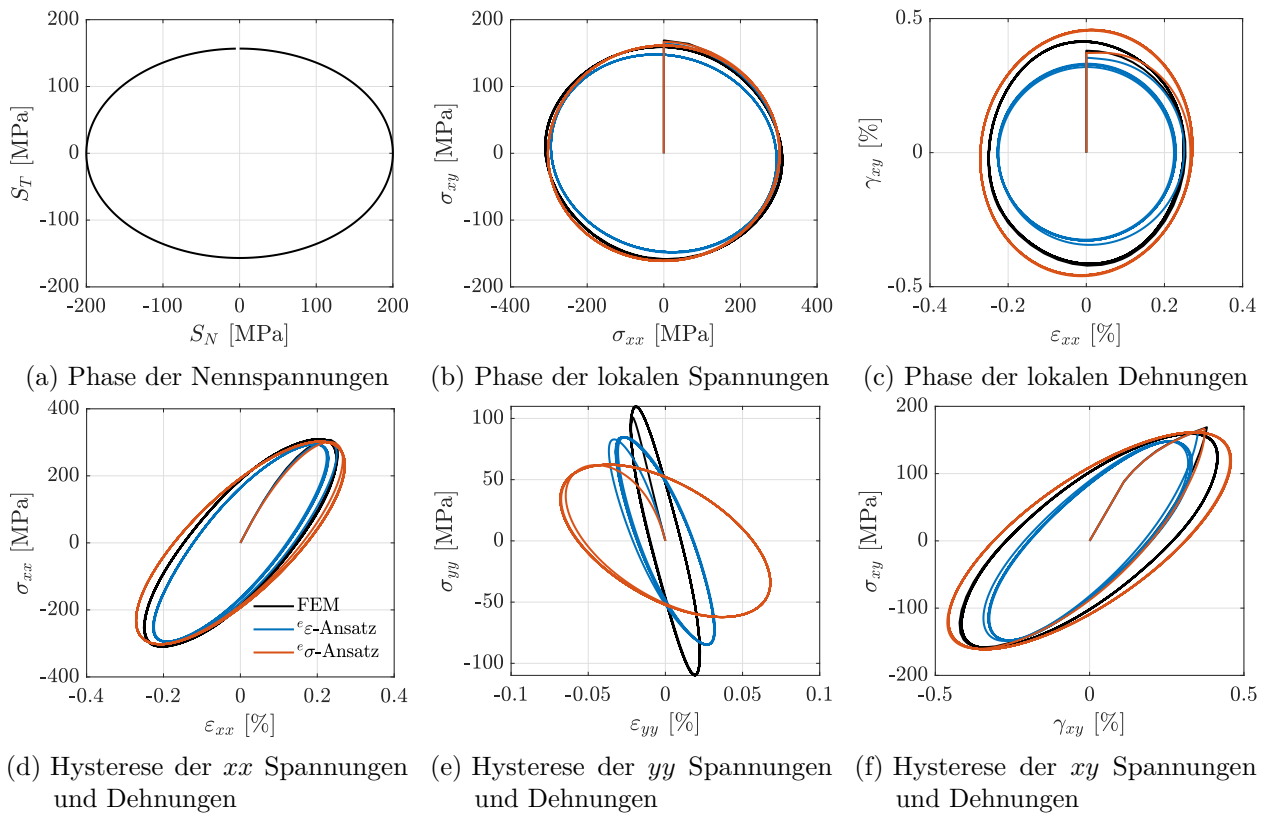 200
100
0
-100
-200
-200
-100
0
100
200
S_T [MPa]
S_N [MPa]
(a) Phase der Nennspannungen
200
100
0
-100
-200
-400
-200
0
200
400
σ_xy [MPa]
σ_xx [MPa]
(b) Phase der lokalen Spannungen
0.5
0
-0.5
-0.4
-0.2
0
0.2
0.4
γ_xy [%]
ε_xx [%]
(c) Phase der lokalen Dehnungen
400
200
0
-200
-400
-0.4
-0.2
0
0.2
0.4
σ_xx [MPa]
ε_xx [%]
FEM
^e ε-Ansatz
^e σ-Ansatz
(d) Hysterese der xx Spannungen
und Dehnungen
100
50
0
-50
-100
-0.1
-0.05
0
0.05
0.1
σ_yy [MPa]
ε_yy [%]
(e) Hysterese der yy Spannungen
und Dehnungen
200
100
0
-100
-200
-0.5
0
0.5
σ_xy [MPa]
γ_xy [%]
(f) Hysterese der xy Spannungen
und Dehnungen